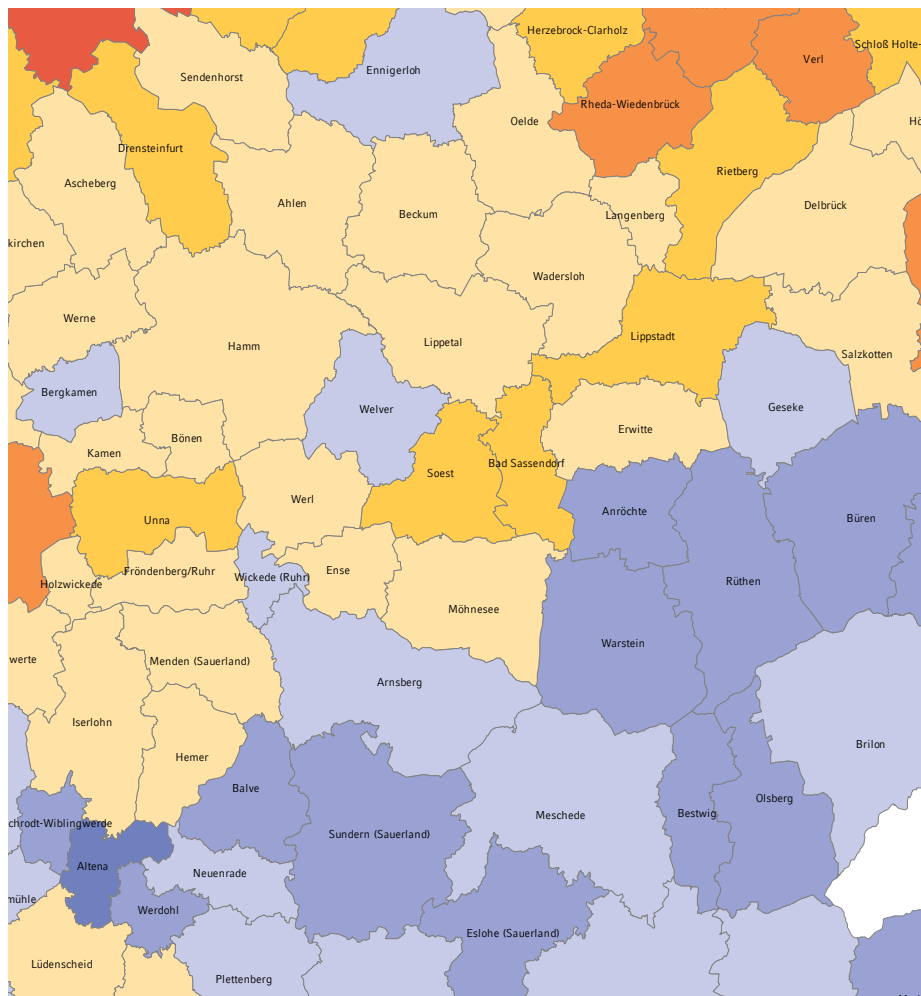 Herzebrock-Clarholz
Schloß Holte-
Verl
Ennigerloh
Sendenhorst
Rheda-Wiedenbrück
Oelde
Hö
Drensteinfurt
Rietberg
Ascheberg
Ahlen
Delbrück
Beckum
Langenberg
kirchen
Wadersloh
Werne
Lippstadt
Lippetal
Hamm
Salzkotten
Bergkamen
Geseke
Welver
Erwitte
Bönen
Kamen
Bad Sassendorf
Soest
Werl
Anröchte
Büren
Unna
Ense
Fröndenberg/Ruhr
Wickede (Ruhr)
Rüthen
Holzwickede
Möhnesee
Warstein
werte
Menden (Sauerland)
Arnsberg
Iserlohn
Brilon
Hemer
Balve
Olsberg
Bestwig
Meschede
chrodt-Wiblingwerde
Sundern (Sauerland)
Altena
Neuenrade
mühle
Werdohl
Eslohe (Sauerland)
Lüdenscheid
Plettenberg